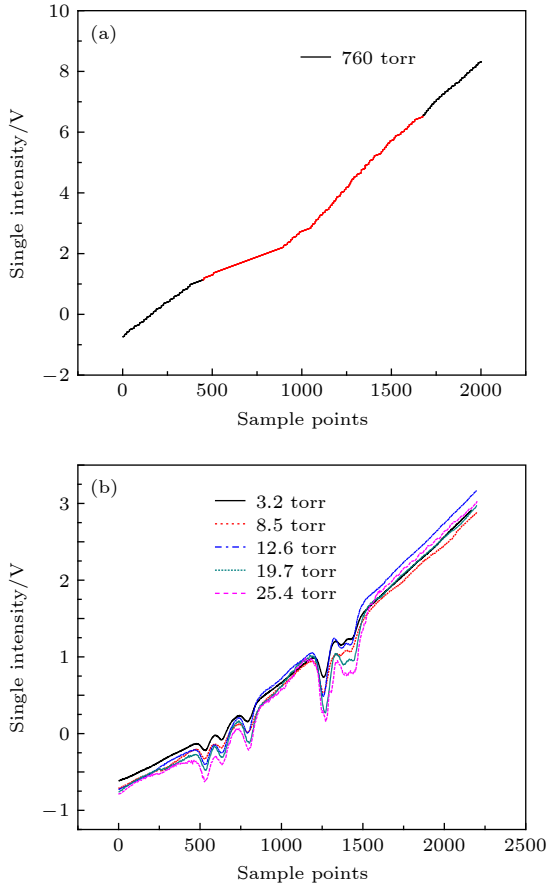 (a)
760 torr
10
8
6
4
2
0
−2
Single intensity/V
0 500 1000 1500 2000
Sample points
(b)
3.2 torr
8.5 torr
12.6 torr
19.7 torr
25.4 torr
3
2
1
0
−1
Single intensity/V
0 500 1000 1500 2000 2500
Sample points